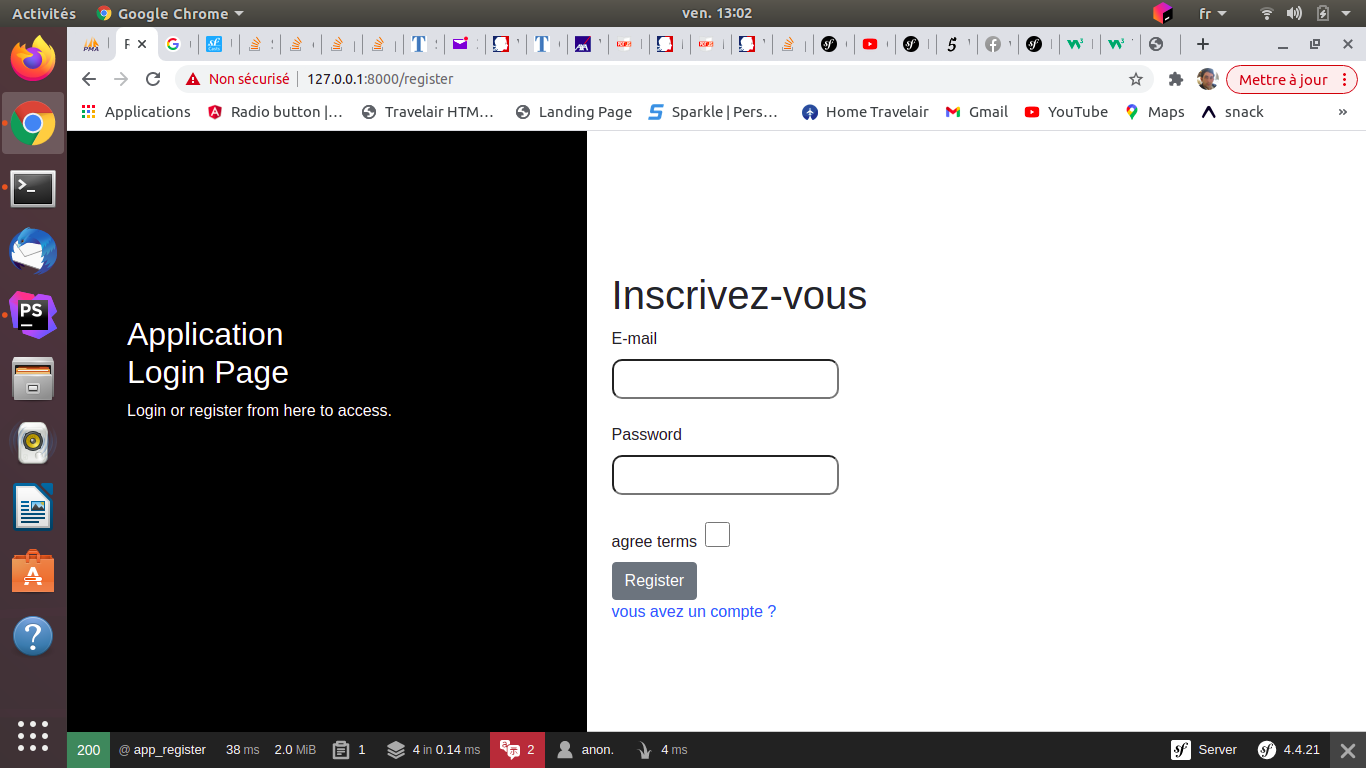 Activités Google Chrome ven. 13:02 fr
Non sécurisé 127.0.0.1:8000/register Mettre à jour
Applications Radio button |… Travelair HTM… Landing Page Sparkle | Pers… Home Travelair Gmail YouTube Maps snack »
Inscrivez-vous
Application
Login Page
Login or register from here to access.
E-mail
Password
agree terms
Register
vous avez un compte ?
200 @ app_register 38 ms 2.0 MiB 1 4 in 0.14 ms 2 anon. 4 ms Server 4.4.21